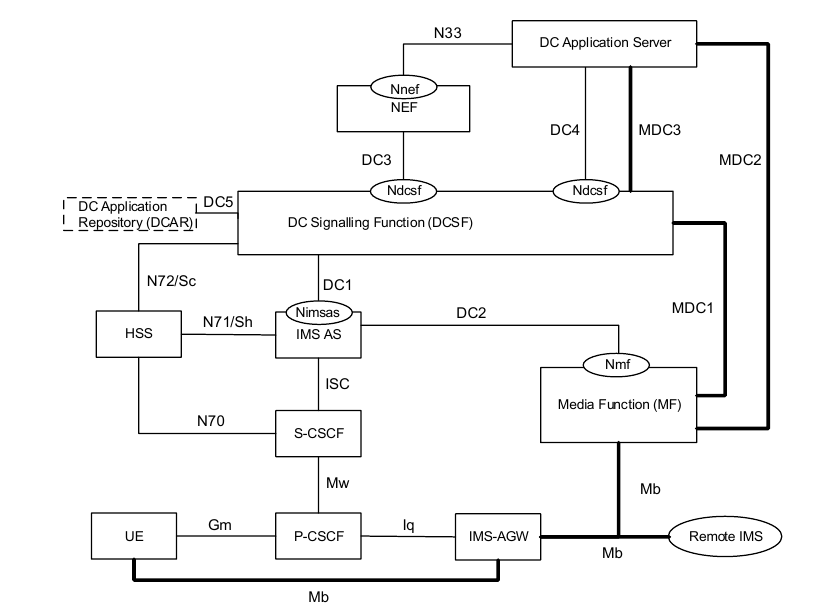 N33
DC Application Server
Nnef
NEF
DC4
MDC3
MDC2
DC3
Ndcsf
Ndcsf
DC Application
Repository (DCAR)
DC5
DC Signalling Function (DCSF)
N72/Sc
DC1
MDC1
Nimsas
IMS AS
HSS
N71/Sh
DC2
Nmf
Media Function (MF)
ISC
N70
S-CSCF
Mw
Mb
UE
Gm
P-CSCF
Iq
IMS-AGW
Mb
Remote IMS
Mb